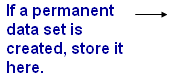 If a permanent
data set is
created, store it
here.